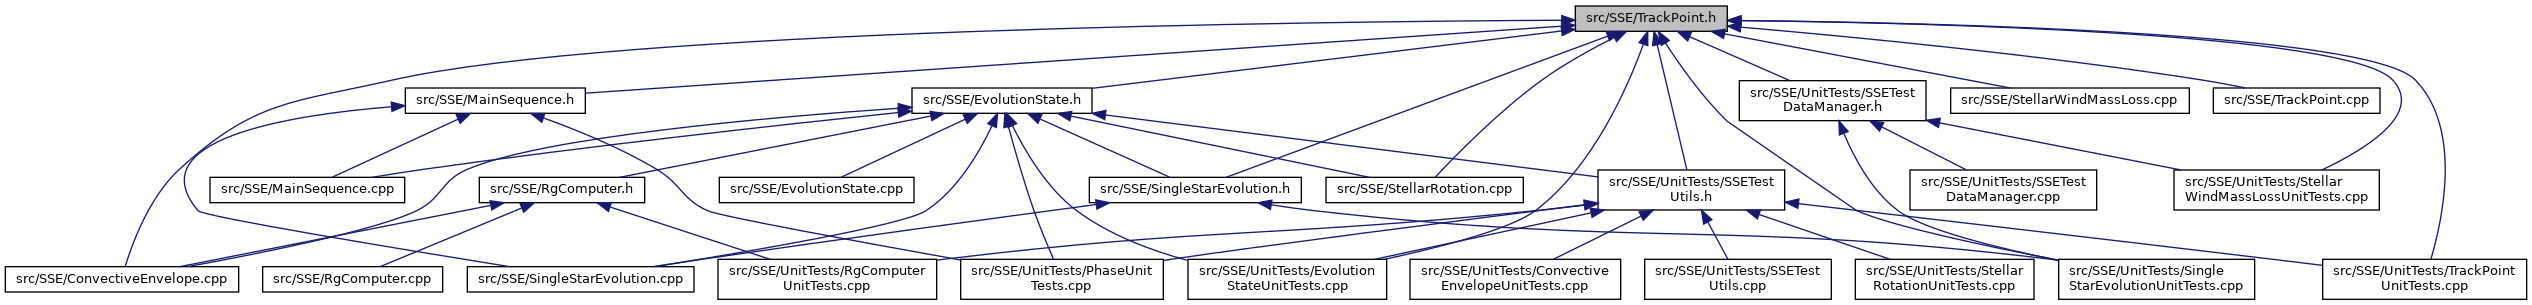 src/SSE/TrackPoint.h
src/SSE/MainSequence.h
src/SSE/EvolutionState.h
src/SSE/UnitTests/SSETest
DataManager.h
src/SSE/StellarWindMassLoss.cpp
src/SSE/TrackPoint.cpp
src/SSE/MainSequence.cpp
src/SSE/RgComputer.h
src/SSE/EvolutionState.cpp
src/SSE/SingleStarEvolution.h
src/SSE/StellarRotation.cpp
src/SSE/UnitTests/SSETest
Utils.h
src/SSE/UnitTests/SSETest
DataManager.cpp
src/SSE/UnitTests/Stellar
WindMassLossUnitTests.cpp
src/SSE/ConvectiveEnvelope.cpp
src/SSE/RgComputer.cpp
src/SSE/SingleStarEvolution.cpp
src/SSE/UnitTests/RgComputer
UnitTests.cpp
src/SSE/UnitTests/PhaseUnit
Tests.cpp
src/SSE/UnitTests/Evolution
StateUnitTests.cpp
src/SSE/UnitTests/Convective
EnvelopeUnitTests.cpp
src/SSE/UnitTests/SSETest
Utils.cpp
src/SSE/UnitTests/Stellar
RotationUnitTests.cpp
src/SSE/UnitTests/Single
StarEvolutionUnitTests.cpp
src/SSE/UnitTests/TrackPoint
UnitTests.cpp